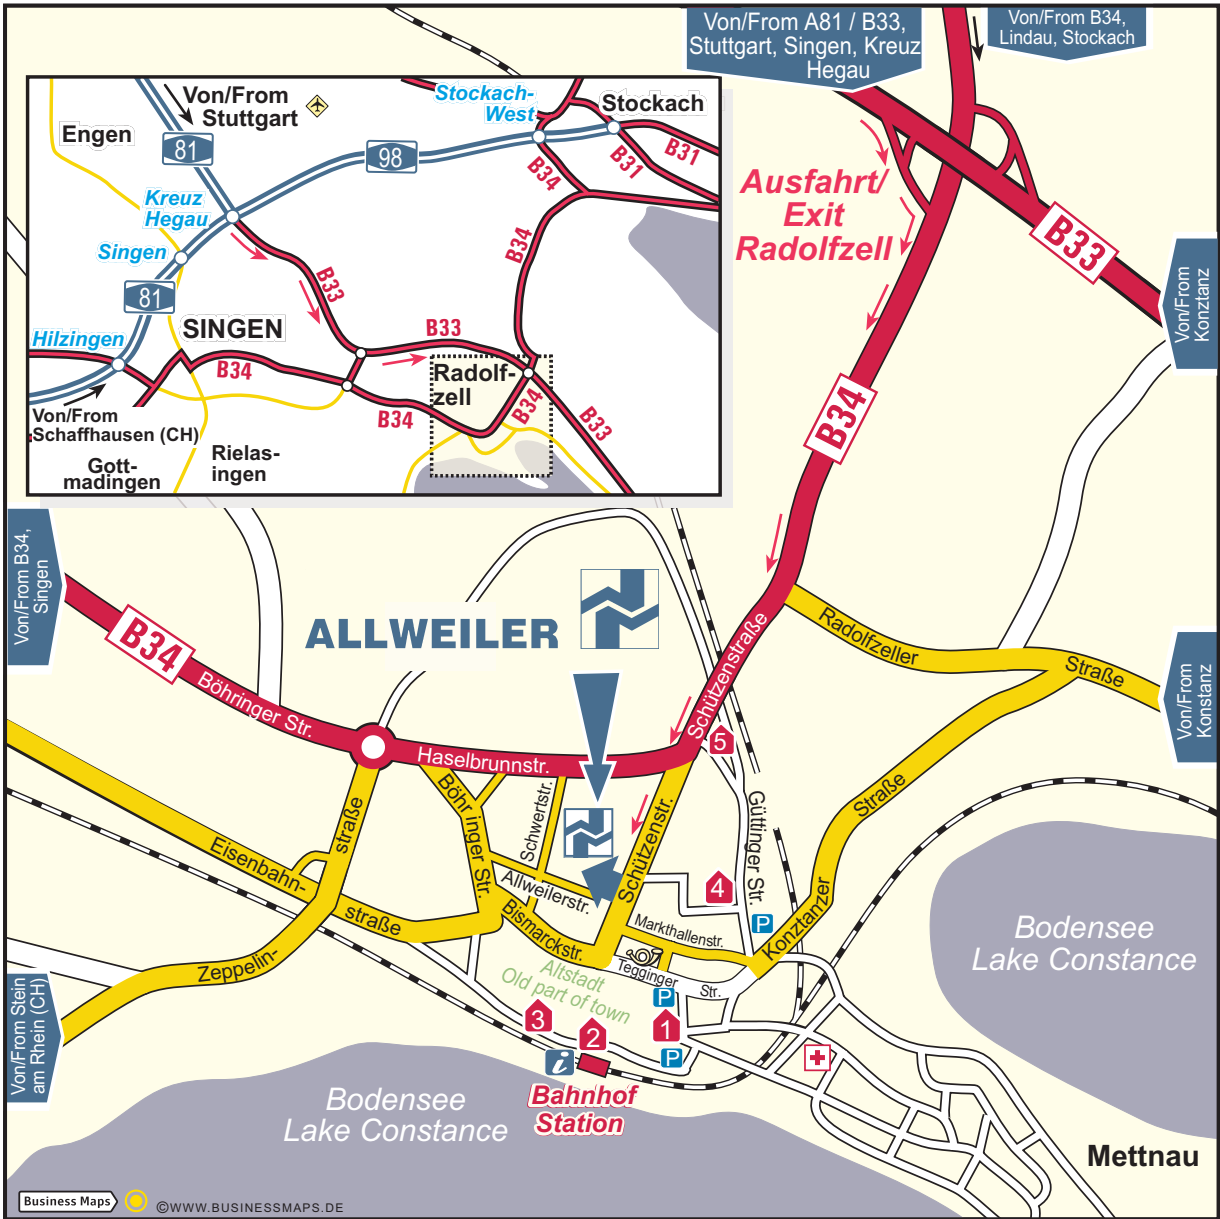 Von/From A81 / B33,
Stuttgart, Singen, Kreuz
Hegau
Von/From B34,
Lindau, Stockach
Von/From
Stuttgart
Engen
81
98
Stockach-
West
Stockach
B31
B31
B34
Kreuz
Hegau
Singen
81
B33
B34
Hilzingen
SINGEN
B33
B34
Radolf-
zell
B34
B34
B33
Von/From
Schaffhausen (CH)
Gott-
madingen
Rielas-
ingen
Ausfahrt/
Exit
Radolfzell
B33
Von/From
Konztanz
B34
Von/From B34,
Singen
B34
ALLWEILER
Böhringer Str.
Haselbrunnstr.
Schützenstraße
Radolfzeller
Straße
Von/From
Konstanz
5
Straße
Konztanzer
Güttinger Str.
Schützenstr.
Schwertstr.
Böhr inger Str.
straße
Eisenbahn-
straße
Zeppelin-
Allweilerstr.
Bismarckstr.
4
P
Markthallenstr.
Tegginger
Str.
P
Altstadt
Old part of town
3
2
1
P
i
Bahnhof
Station
Von/From Stein
am Rhein (CH)
Bodensee
Lake Constance
Bodensee
Lake Constance
Mettnau
Business Maps
©WWW.BUSINESSMAPS.DE